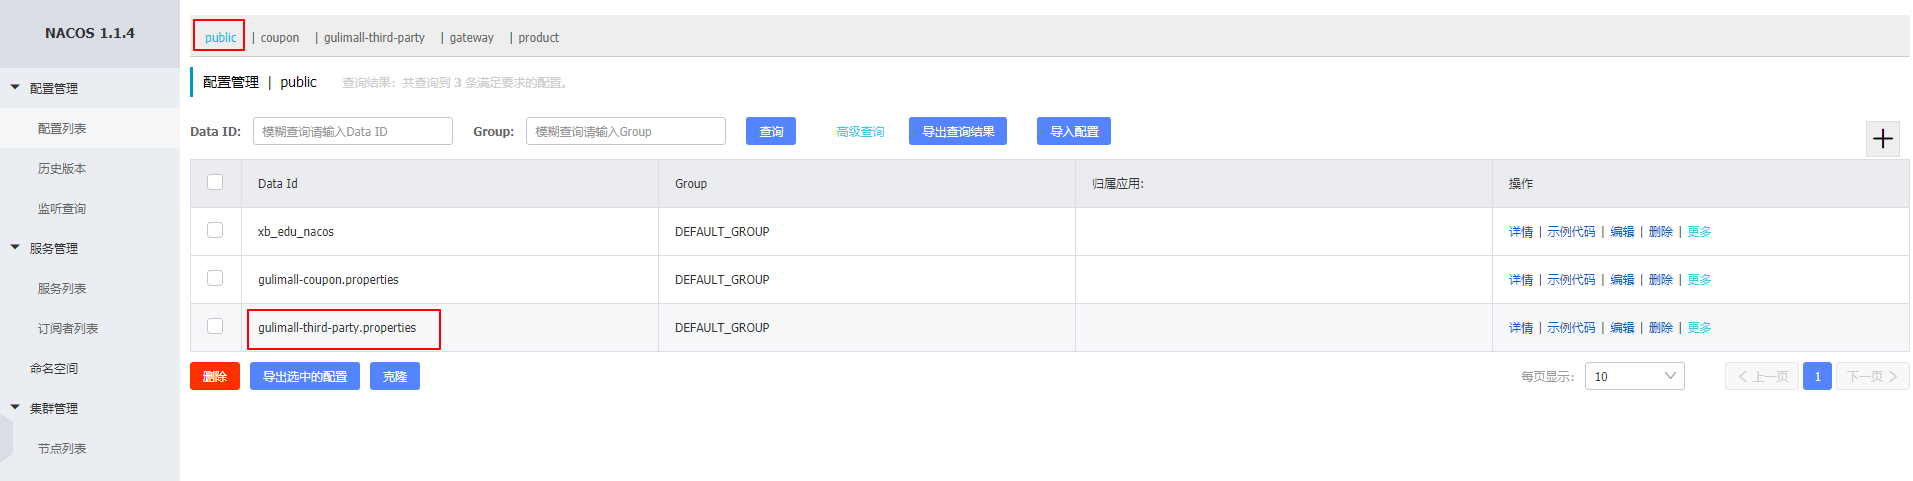 NACOS 1.1.4
配置管理
配置列表
历史版本
监听查询
服务管理
服务列表
订阅者列表
命名空间
集群管理
节点列表
public | coupon | gulimall-third-party | gateway | product
配置管理 | public 查询结果：共查询到 3 条满足要求的配置。
Data ID: 模糊查询请输入Data ID Group: 模糊查询请输入Group 查询 高级查询 导出查询结果 导入配置
Data Id Group 归属应用: 操作
xb_edu_nacos DEFAULT_GROUP 详情 | 示例代码 | 编辑 | 删除 | 更多
gulimall-coupon.properties DEFAULT_GROUP 详情 | 示例代码 | 编辑 | 删除 | 更多
gulimall-third-party.properties DEFAULT_GROUP 详情 | 示例代码 | 编辑 | 删除 | 更多
删除 导出选中的配置 克隆 每页显示: 10 上一页 1 下一页